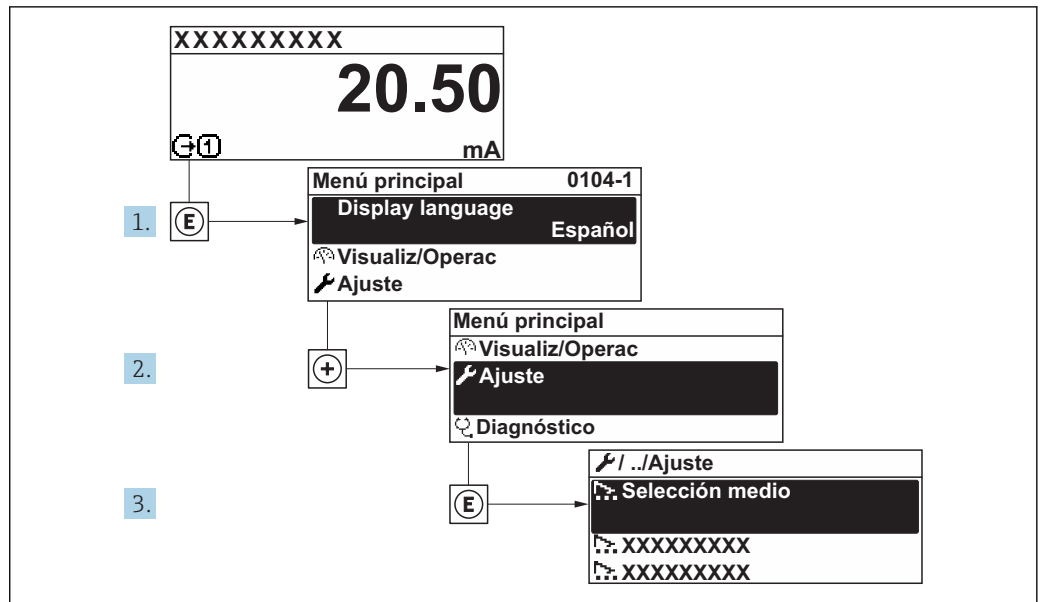 XXXXXXXXX
20.50
1 mA
Menú principal 0104-1
1. E Display language
Español
Visualiz/Operac
Ajuste
Menú principal
Visualiz/Operac
2. + Ajuste
Diagnóstico
/ ../Ajuste
3. E Selección medio
XXXXXXXXX
XXXXXXXXX